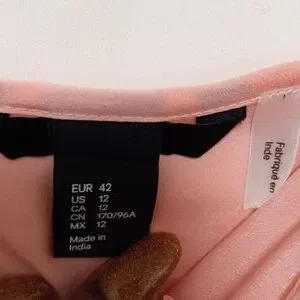 EUR 42
US 12
CA 12
CN 170/96A
MX 12
Made in
India
Fabriqué en
Inde